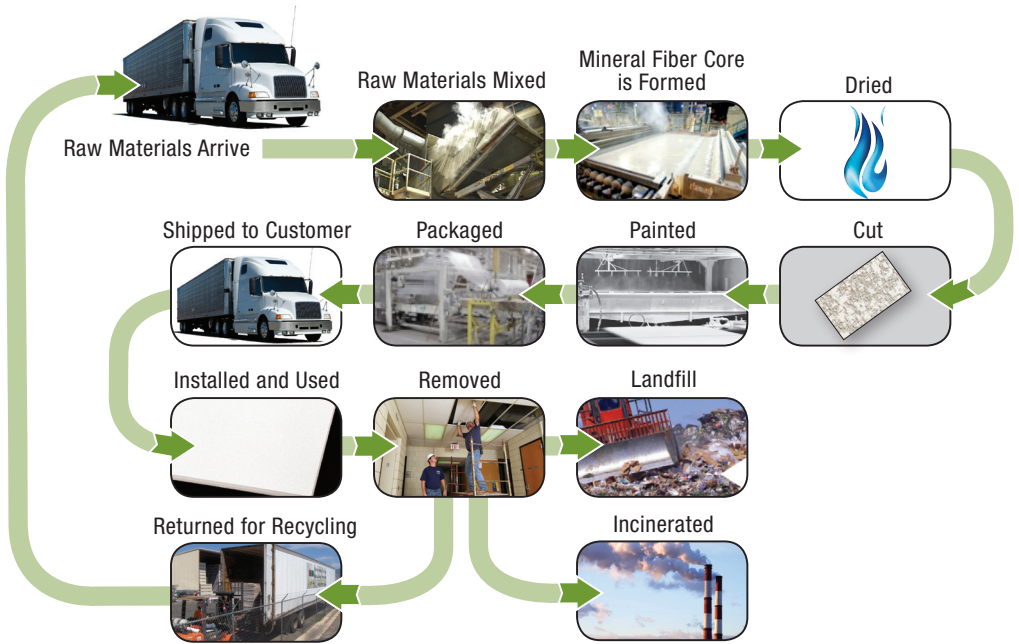 Raw Materials Arrive
Raw Materials Mixed
Mineral Fiber Core
is Formed
Dried
Shipped to Customer
Packaged
Painted
Cut
Installed and Used
Removed
Landfill
Returned for Recycling
Incinerated